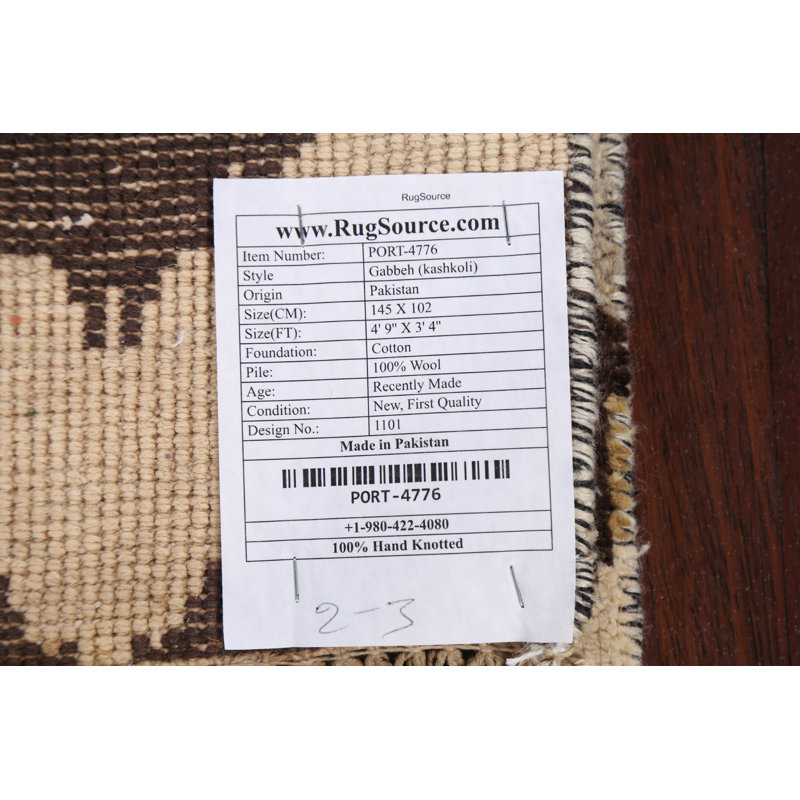 RugSource
www.RugSource.com
Item Number: PORT-4776
Style Gabbeh (kashkoli)
Origin Pakistan
Size(CM): 145 X 102
Size(FT): 4' 9" X 3' 4"
Foundation: Cotton
Pile: 100% Wool
Age: Recently Made
Condition: New, First Quality
Design No.: 1101
Made in Pakistan
PORT-4776
+1-980-422-4080
100% Hand Knotted
2-3